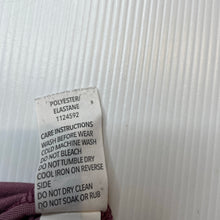 POLYESTER/
ELASTANE
1124592
CARE INSTRUCTIONS
WASH BEFORE WEAR
COLD MACHINE WASH
DO NOT BLEACH
DO NOT TUMBLE DRY
COOL IRON ON REVERSE
SIDE
DO NOT DRY CLEAN
DO NOT SOAK OR RUB